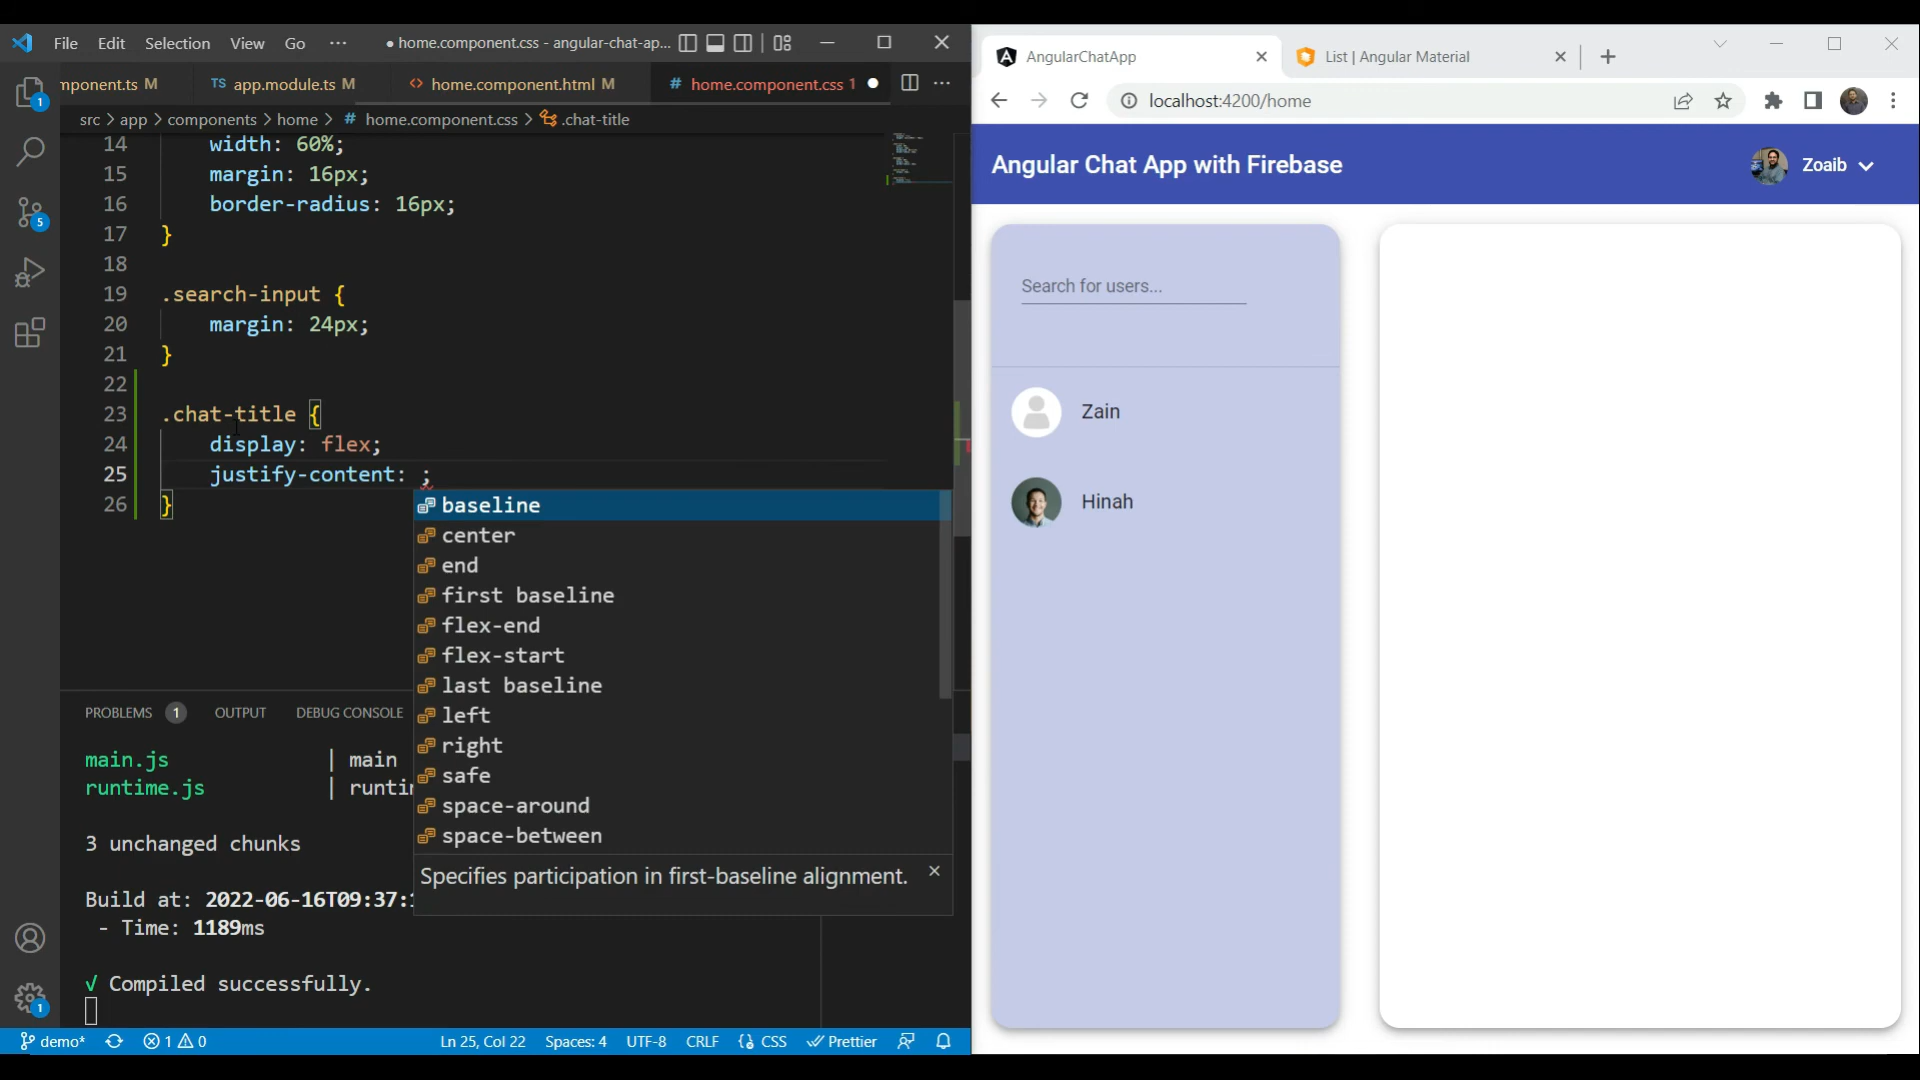 File Edit Selection View Go ··· ● home.component.css - angular-chat-ap...
mponent.ts M TS app.module.ts M <> home.component.html M # home.component.css 1 ● ···
src > app > components > home > # home.component.css > .chat-title
14 width: 60%;
15 margin: 16px;
16 border-radius: 16px;
17 }
18
19 .search-input {
20 margin: 24px;
21 }
22
23 .chat-title {
24 display: flex;
25 justify-content: ;
26 }
baseline
center
end
first baseline
flex-end
flex-start
last baseline
left
right
safe
space-around
space-between
Specifies participation in first-baseline alignment.
PROBLEMS 1 OUTPUT DEBUG CONSOLE
main.js | main
runtime.js | runtin
3 unchanged chunks
Build at: 2022-06-16T09:37:
- Time: 1189ms
√ Compiled successfully.
1
5
1
demo* 1 0 Ln 25, Col 22 Spaces: 4 UTF-8 CRLF CSS Prettier
AngularChatApp List | Angular Material
localhost:4200/home
Angular Chat App with Firebase Zoaib
Search for users...
Zain
Hinah